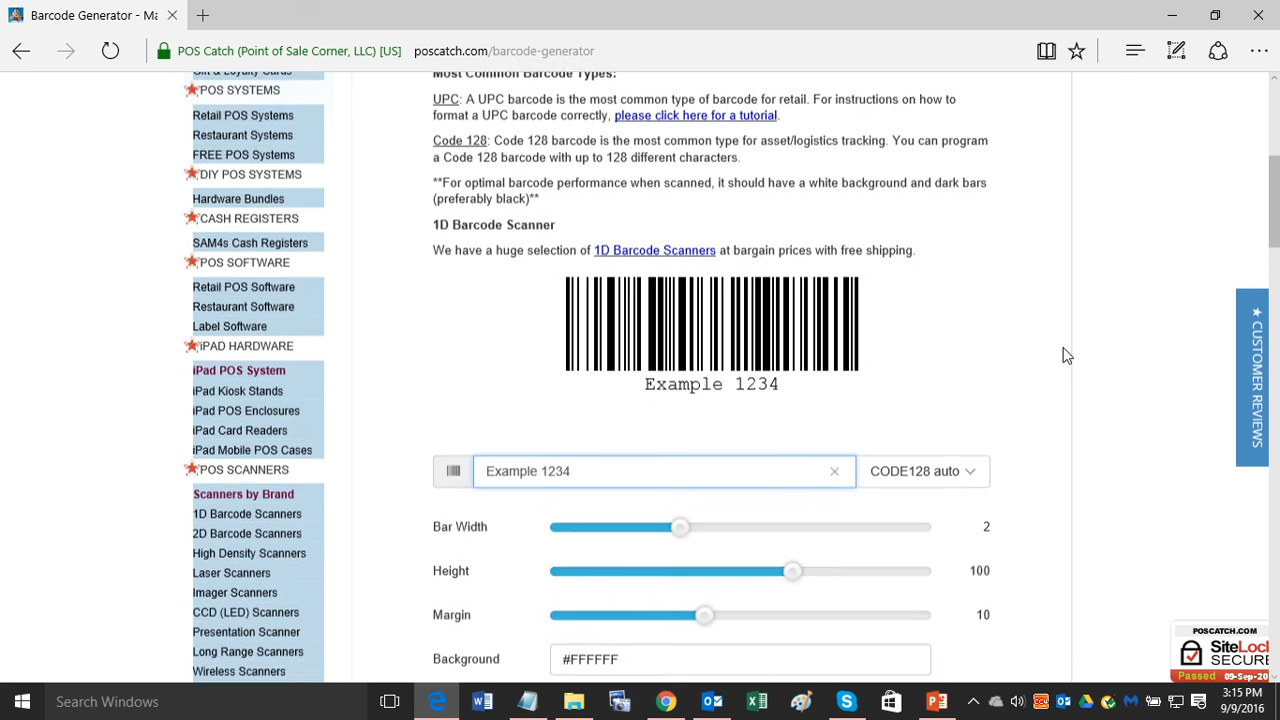 Barcode Generator - Ma
POS Catch (Point of Sale Corner, LLC) [US] poscatch.com/barcode-generator
Gift & Loyalty Cards
POS SYSTEMS
Retail POS Systems
Restaurant Systems
FREE POS Systems
DIY POS SYSTEMS
Hardware Bundles
CASH REGISTERS
SAM4s Cash Registers
POS SOFTWARE
Retail POS Software
Restaurant Software
Label Software
iPAD HARDWARE
iPad POS System
iPad Kiosk Stands
iPad POS Enclosures
iPad Card Readers
iPad Mobile POS Cases
POS SCANNERS
Scanners by Brand
1D Barcode Scanners
2D Barcode Scanners
High Density Scanners
Laser Scanners
Imager Scanners
CCD (LED) Scanners
Presentation Scanner
Long Range Scanners
Wireless Scanners
Most Common Barcode Types:
UPC: A UPC barcode is the most common type of barcode for retail. For instructions on how to
format a UPC barcode correctly, please click here for a tutorial.
Code 128: Code 128 barcode is the most common type for asset/logistics tracking. You can program
a Code 128 barcode with up to 128 different characters.
**For optimal barcode performance when scanned, it should have a white background and dark bars
(preferably black)**
1D Barcode Scanner
We have a huge selection of 1D Barcode Scanners at bargain prices with free shipping.
Example 1234
Example 1234 CODE128 auto
Bar Width 2
Height 100
Margin 10
Background #FFFFFF
★ CUSTOMER REVIEWS
POSCATCH.COM
SiteLock
SECURE
Passed 09-Sep-20
Search Windows
3:15 PM
9/9/2016